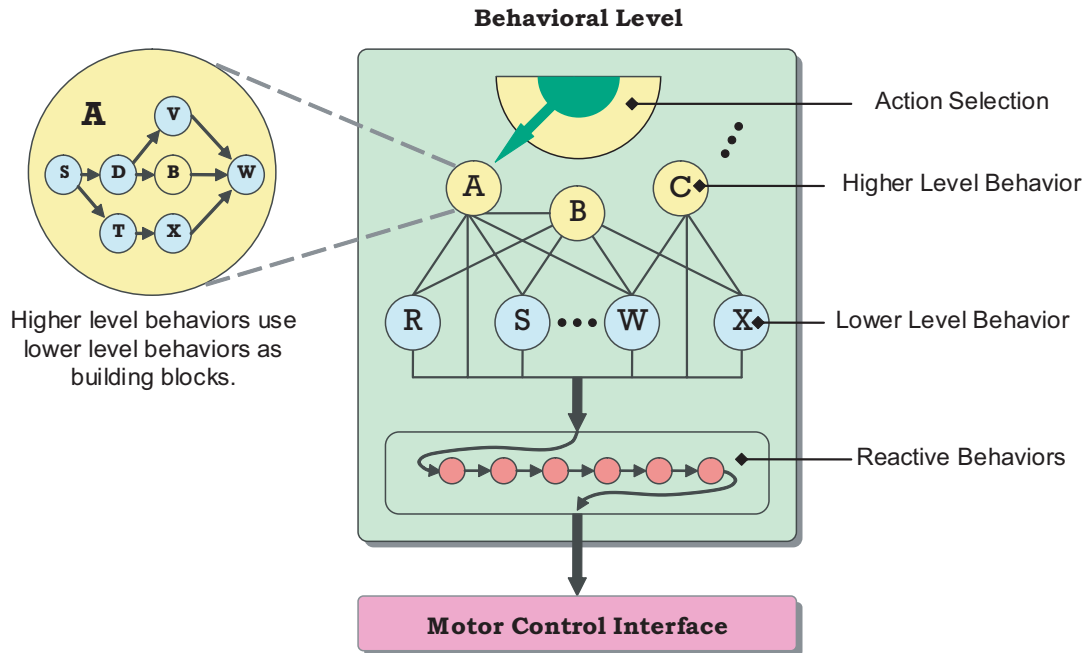 Behavioral Level
A
V
S
D
B
W
T
X
Higher level behaviors use
lower level behaviors as
building blocks.
Action Selection
A
B
C
Higher Level Behavior
R
S
W
X
Lower Level Behavior
Reactive Behaviors
Motor Control Interface